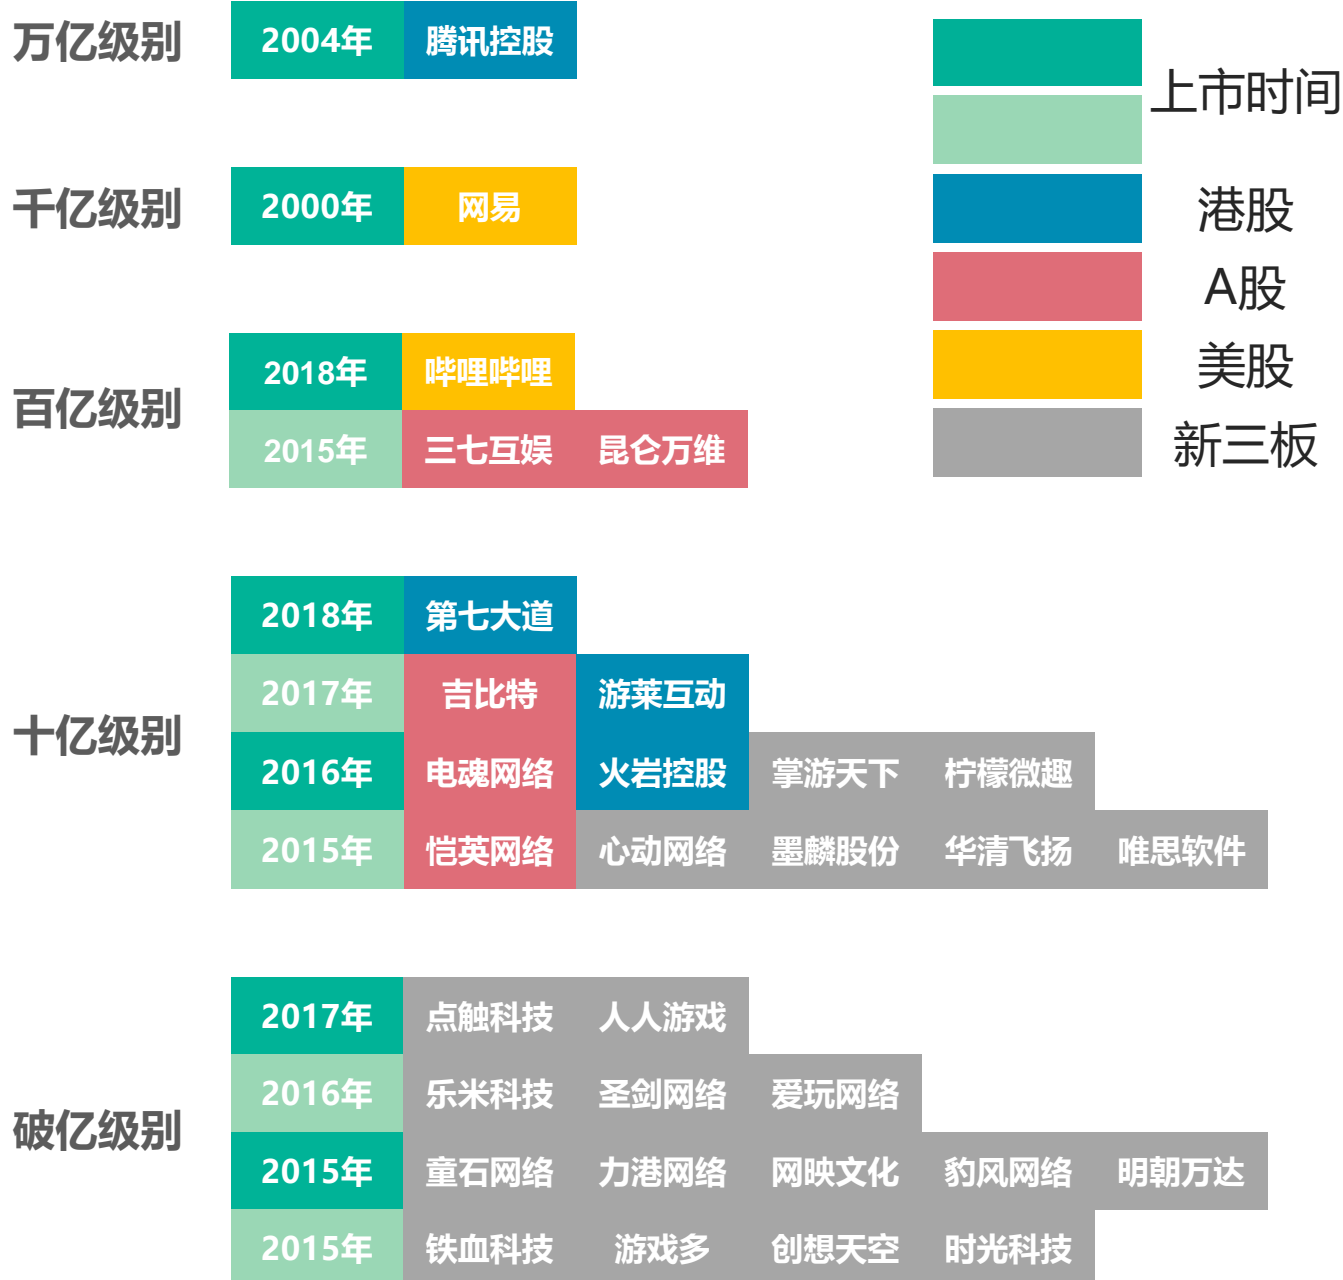 万亿级别
2004年 腾讯控股
千亿级别
2000年 网易
百亿级别
2018年 哔哩哔哩
2015年 三七互娱 昆仑万维
十亿级别
2018年 第七大道
2017年 吉比特 游莱互动
2016年 电魂网络 火岩控股 掌游天下 柠檬微趣
2015年 恺英网络 心动网络 墨麟股份 华清飞扬 唯思软件
破亿级别
2017年 点触科技 人人游戏
2016年 乐米科技 圣剑网络 爱玩网络
2015年 童石网络 力港网络 网映文化 豹风网络 明朝万达
2015年 铁血科技 游戏多 创想天空 时光科技
上市时间
港股
A股
美股
新三板